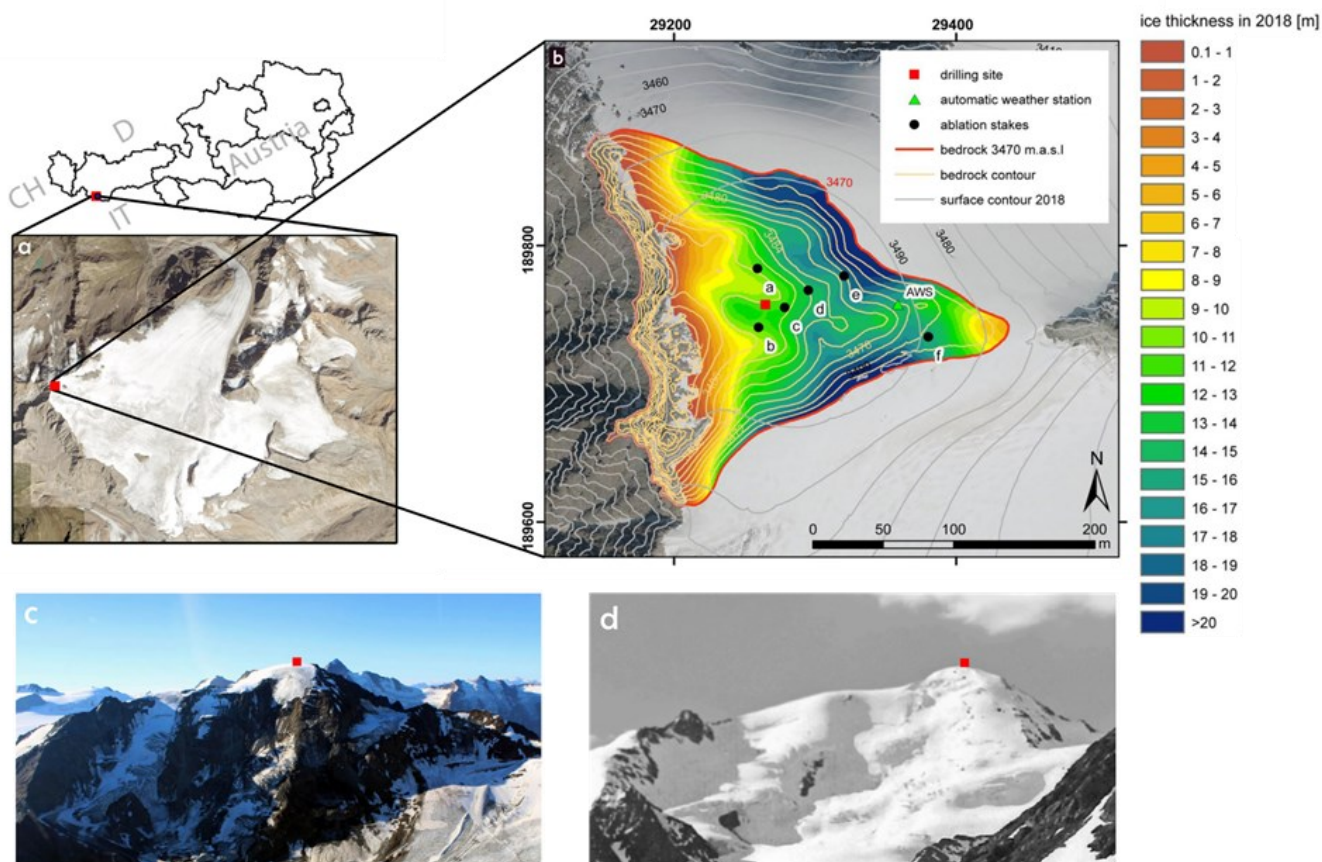 29200
29400
ice thickness in 2018 [m]
b
3460
3470
drilling site
automatic weather station
ablation stakes
bedrock 3470 m.a.s.l
bedrock contour
surface contour 2018
0.1 - 1
1 - 2
2 - 3
3 - 4
4 - 5
5 - 6
6 - 7
7 - 8
8 - 9
9 - 10
10 - 11
11 - 12
12 - 13
13 - 14
14 - 15
15 - 16
16 - 17
17 - 18
18 - 19
19 - 20
>20
D
Austria
CH
IT
a
3470
3480
3480
3484
3490
189800
a
e
AWS
d
c
b
3470
f
189600
N
0
50
100
200
m
c
d